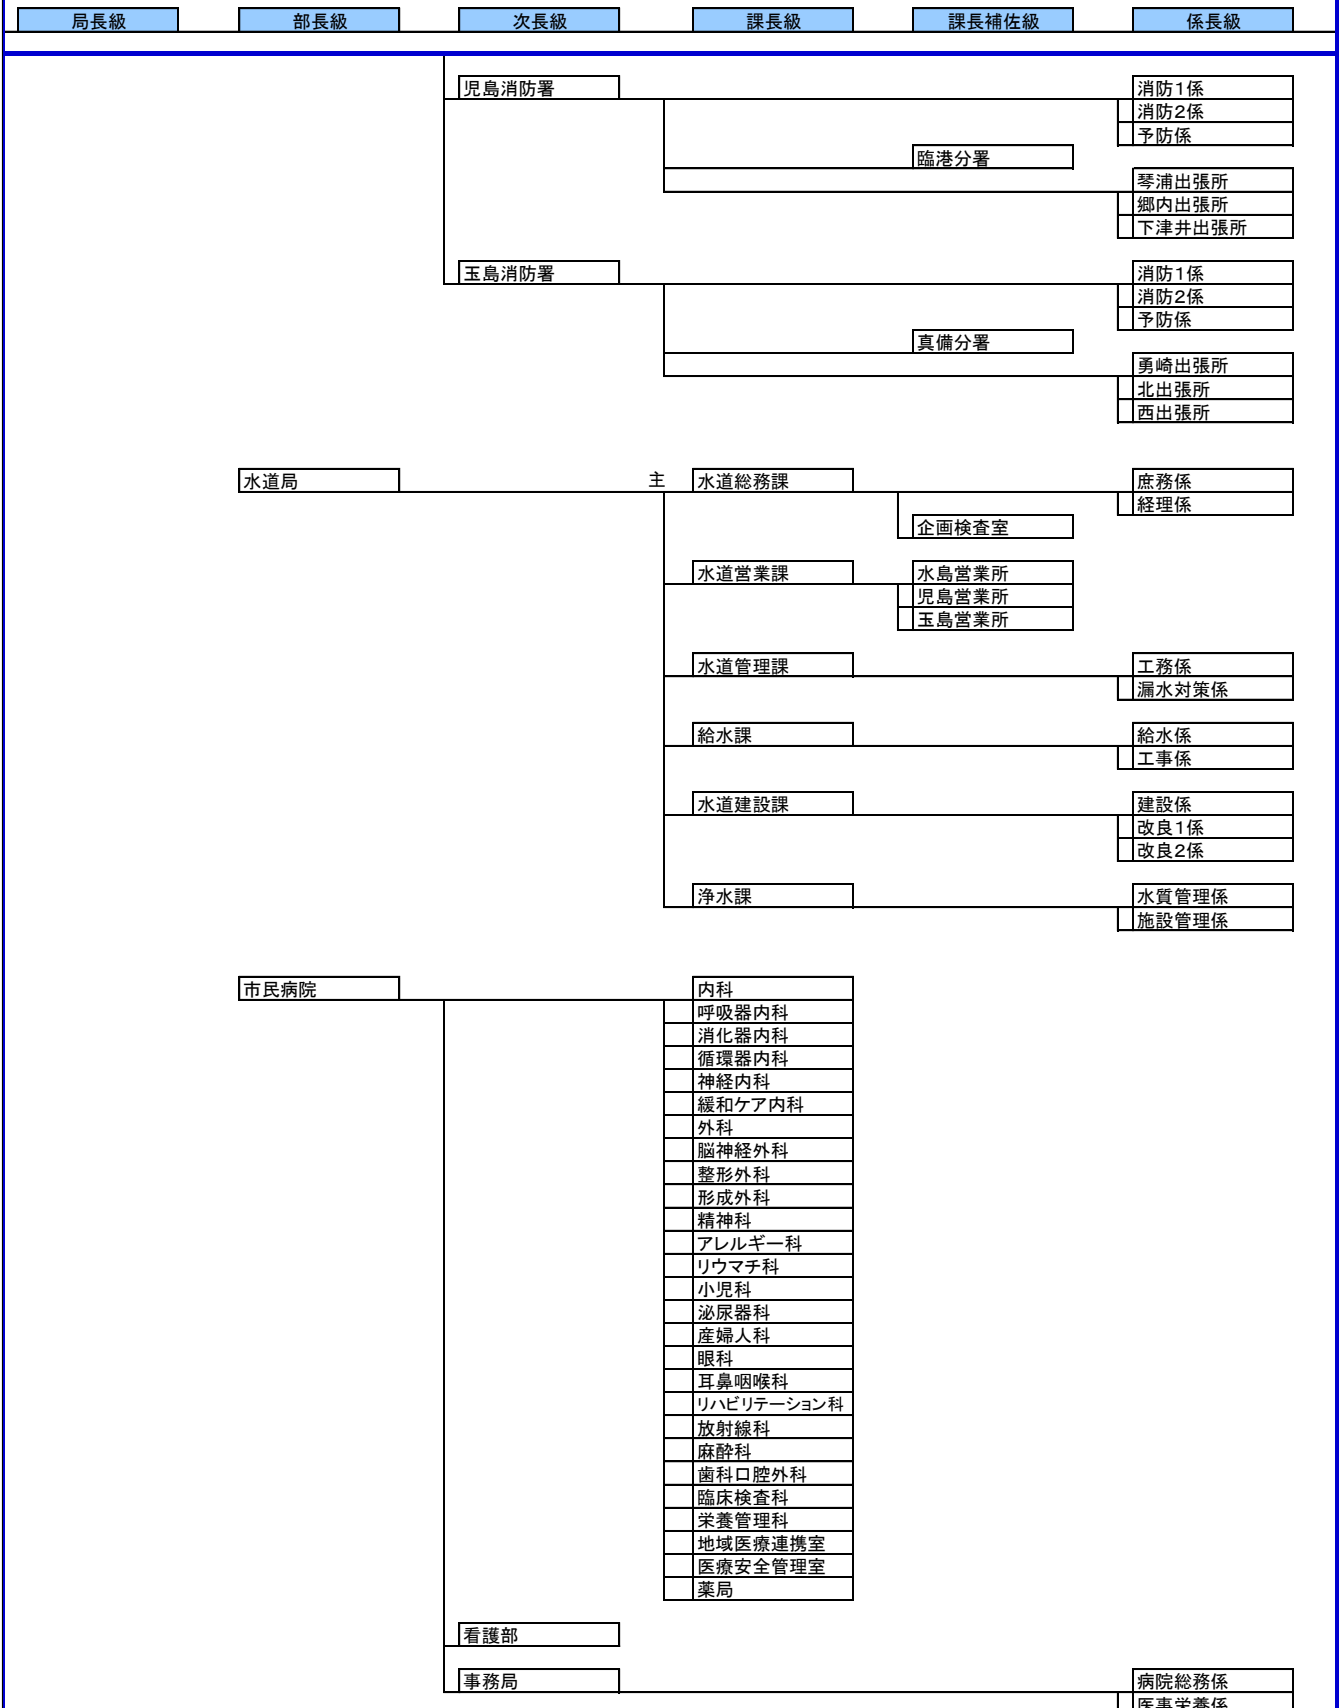 局長級 部長級 次長級 課長級 課長補佐級 係長級
児島消防署 消防1係
消防2係
予防係
臨港分署
琴浦出張所
郷内出張所
下津井出張所
玉島消防署 消防1係
消防2係
予防係
真備分署
勇崎出張所
北出張所
西出張所
水道局 主 水道総務課 庶務係
経理係
企画検査室
水道営業課 水島営業所
児島営業所
玉島営業所
水道管理課 工務係
漏水対策係
給水課 給水係
工事係
水道建設課 建設係
改良1係
改良2係
浄水課 水質管理係
施設管理係
市民病院 内科
呼吸器内科
消化器内科
循環器内科
神経内科
緩和ケア内科
外科
脳神経外科
整形外科
形成外科
精神科
アレルギー科
リウマチ科
小児科
泌尿器科
産婦人科
眼科
耳鼻咽喉科
リハビリテーション科
放射線科
麻酔科
歯科口腔外科
臨床検査科
栄養管理科
地域医療連携室
医療安全管理室
薬局
看護部
事務局 病院総務係
医事栄養係